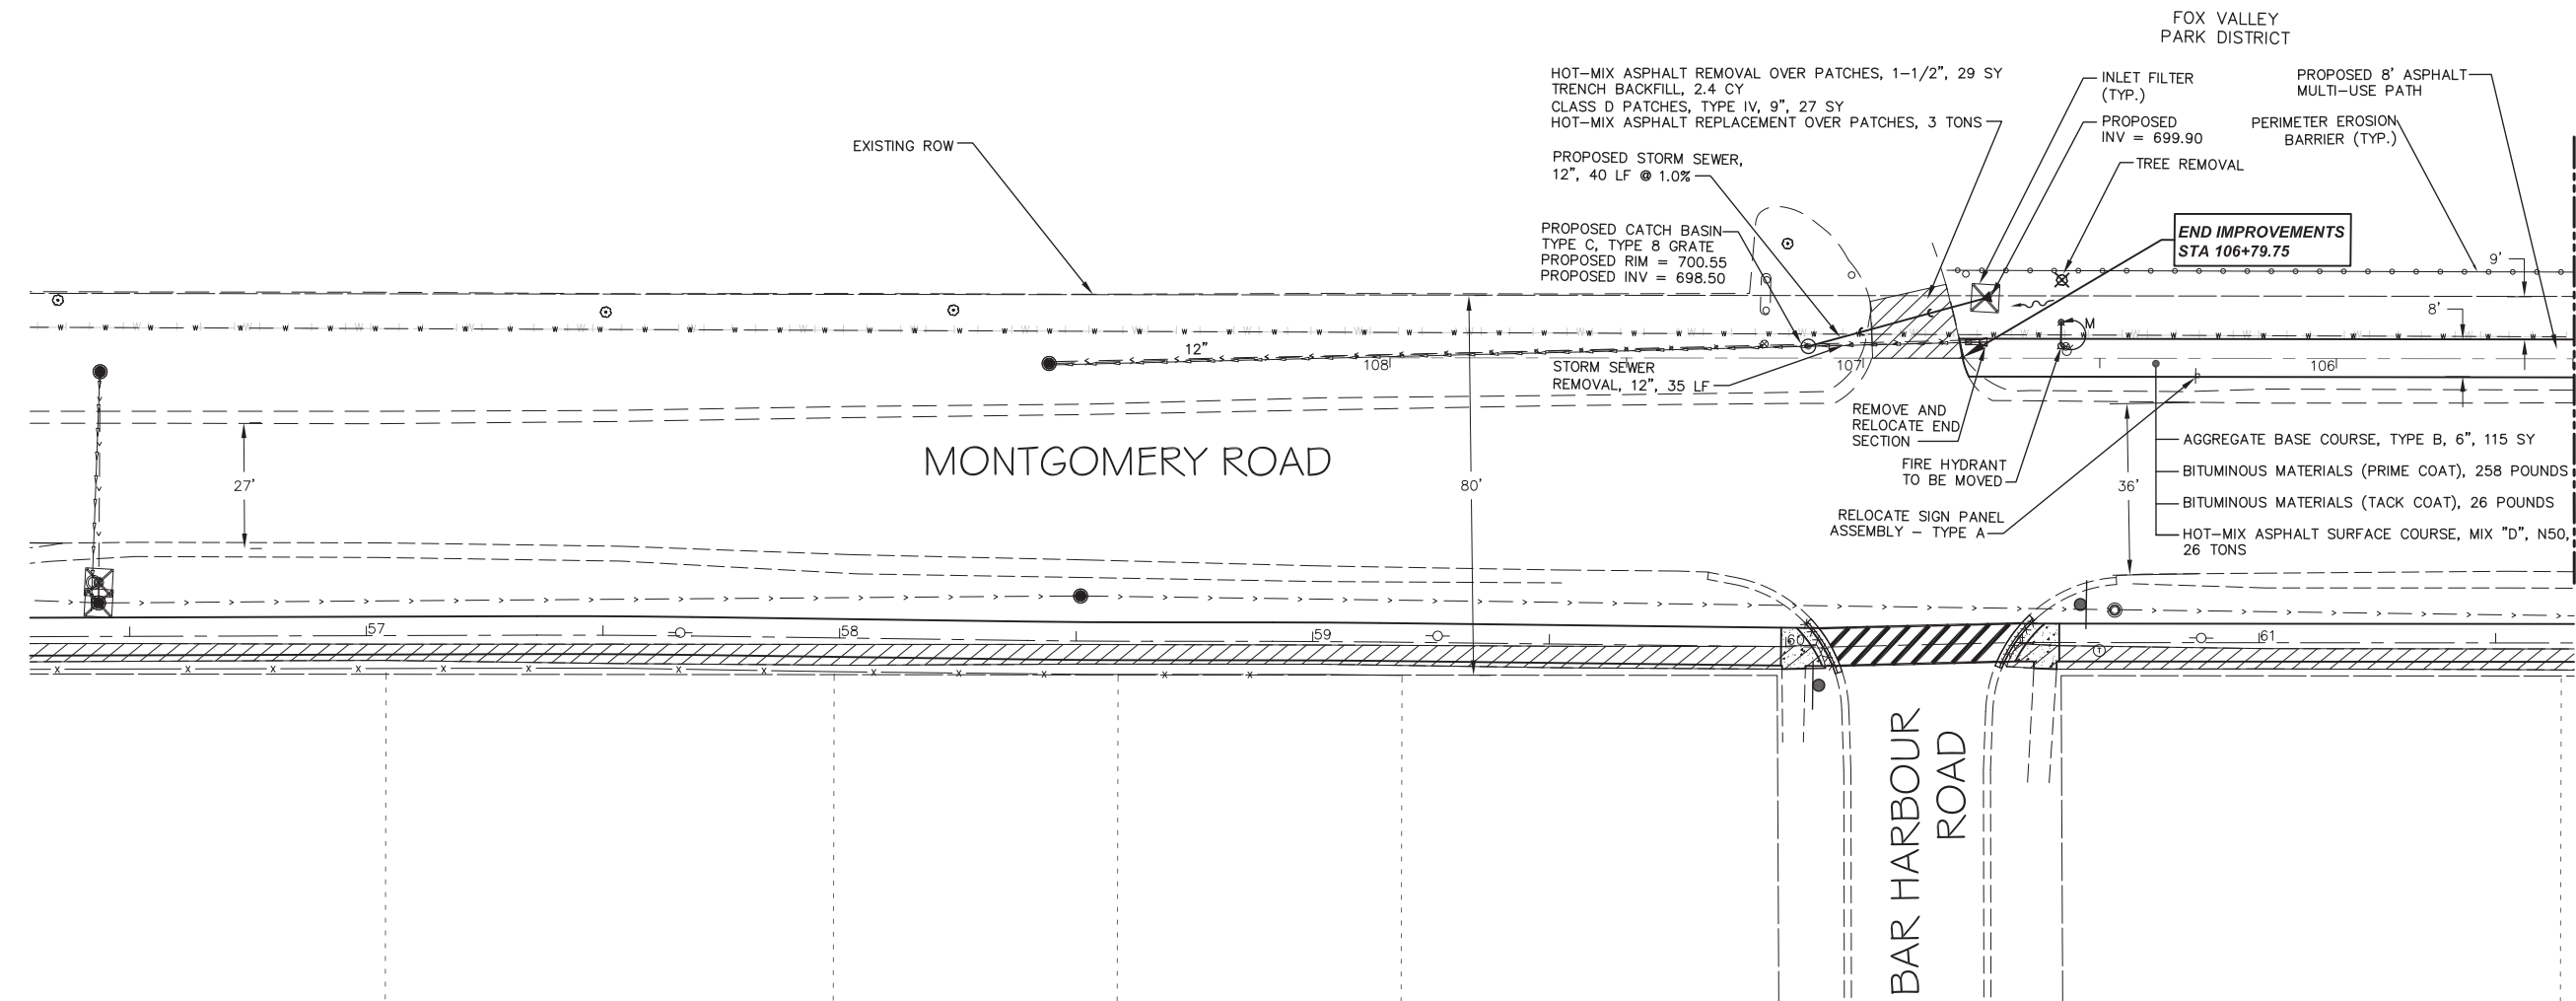 FOX VALLEY
PARK DISTRICT
HOT-MIX ASPHALT REMOVAL OVER PATCHES, 1-1/2", 29 SY
TRENCH BACKFILL, 2.4 CY
CLASS D PATCHES, TYPE IV, 9", 27 SY
HOT-MIX ASPHALT REPLACEMENT OVER PATCHES, 3 TONS
INLET FILTER
(TYP.)
PROPOSED 8' ASPHALT
MULTI-USE PATH
PROPOSED
INV = 699.90
PERIMETER EROSION
BARRIER (TYP.)
EXISTING ROW
PROPOSED STORM SEWER,
12", 40 LF @ 1.0%
TREE REMOVAL
PROPOSED CATCH BASIN
TYPE C, TYPE 8 GRATE
PROPOSED RIM = 700.55
PROPOSED INV = 698.50
END IMPROVEMENTS
STA 106+79.75
9'
8'
M
12"
108
107
106
STORM SEWER
REMOVAL, 12", 35 LF
REMOVE AND
RELOCATE END
SECTION
FIRE HYDRANT
TO BE MOVED
RELOCATE SIGN PANEL
ASSEMBLY - TYPE A
AGGREGATE BASE COURSE, TYPE B, 6", 115 SY
BITUMINOUS MATERIALS (PRIME COAT), 258 POUNDS
BITUMINOUS MATERIALS (TACK COAT), 26 POUNDS
HOT-MIX ASPHALT SURFACE COURSE, MIX "D", N50,
26 TONS
MONTGOMERY ROAD
27'
80'
36'
57
58
59
60
61
T
BAR HARBOUR
ROAD